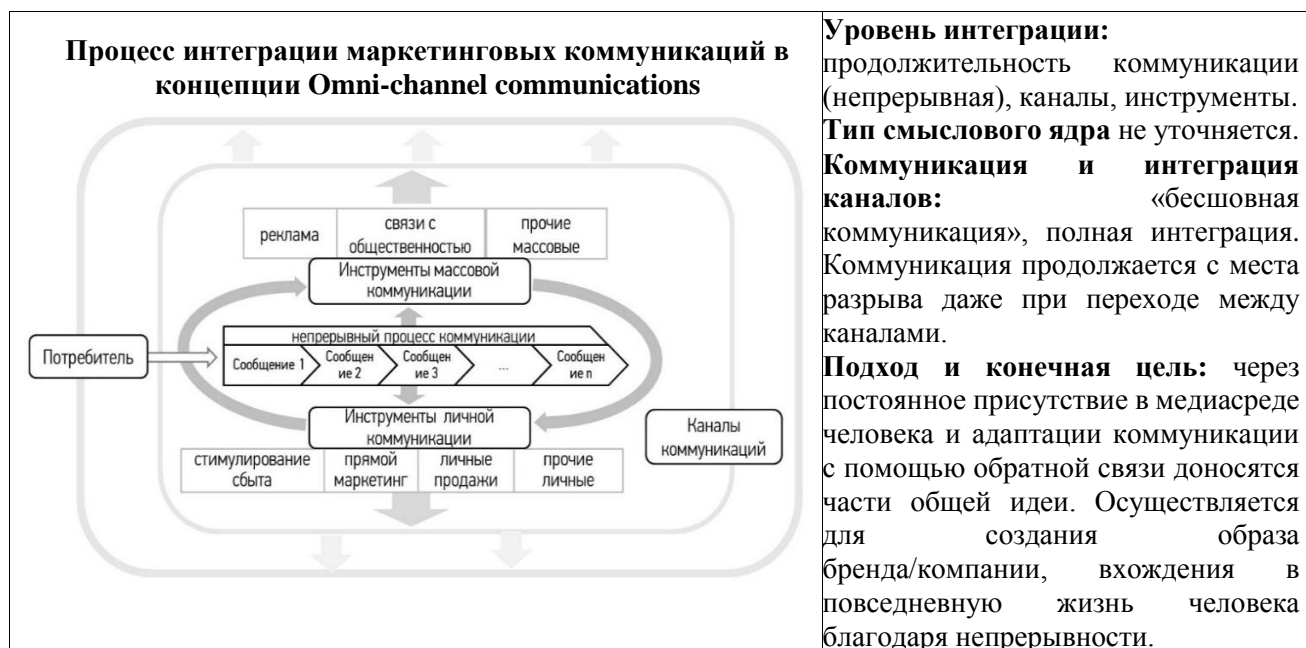 Процесс интеграции маркетинговых коммуникаций в
концепции Omni-channel communications
реклама
связи с
общественностью
прочие
массовые
Инструменты массовой
коммуникации
Потребитель
непрерывный процесс коммуникации
Сообщение 1
Сообщен
ие 2
Сообщен
ие 3
...
Сообщен
ие n
Инструменты личной
коммуникации
Каналы
коммуникаций
стимулирование
сбыта
прямой
маркетинг
личные
продажи
прочие
личные
Уровень интеграции:
продолжительность коммуникации
(непрерывная), каналы, инструменты.
Тип смыслового ядра не уточняется.
Коммуникация и интеграция
каналов: «бесшовная
коммуникация», полная интеграция.
Коммуникация продолжается с места
разрыва даже при переходе между
каналами.
Подход и конечная цель: через
постоянное присутствие в медиасреде
человека и адаптации коммуникации
с помощью обратной связи доносятся
части общей идеи. Осуществляется
для создания образа
бренда/компании, вхождения в
повседневную жизнь человека
благодаря непрерывности.